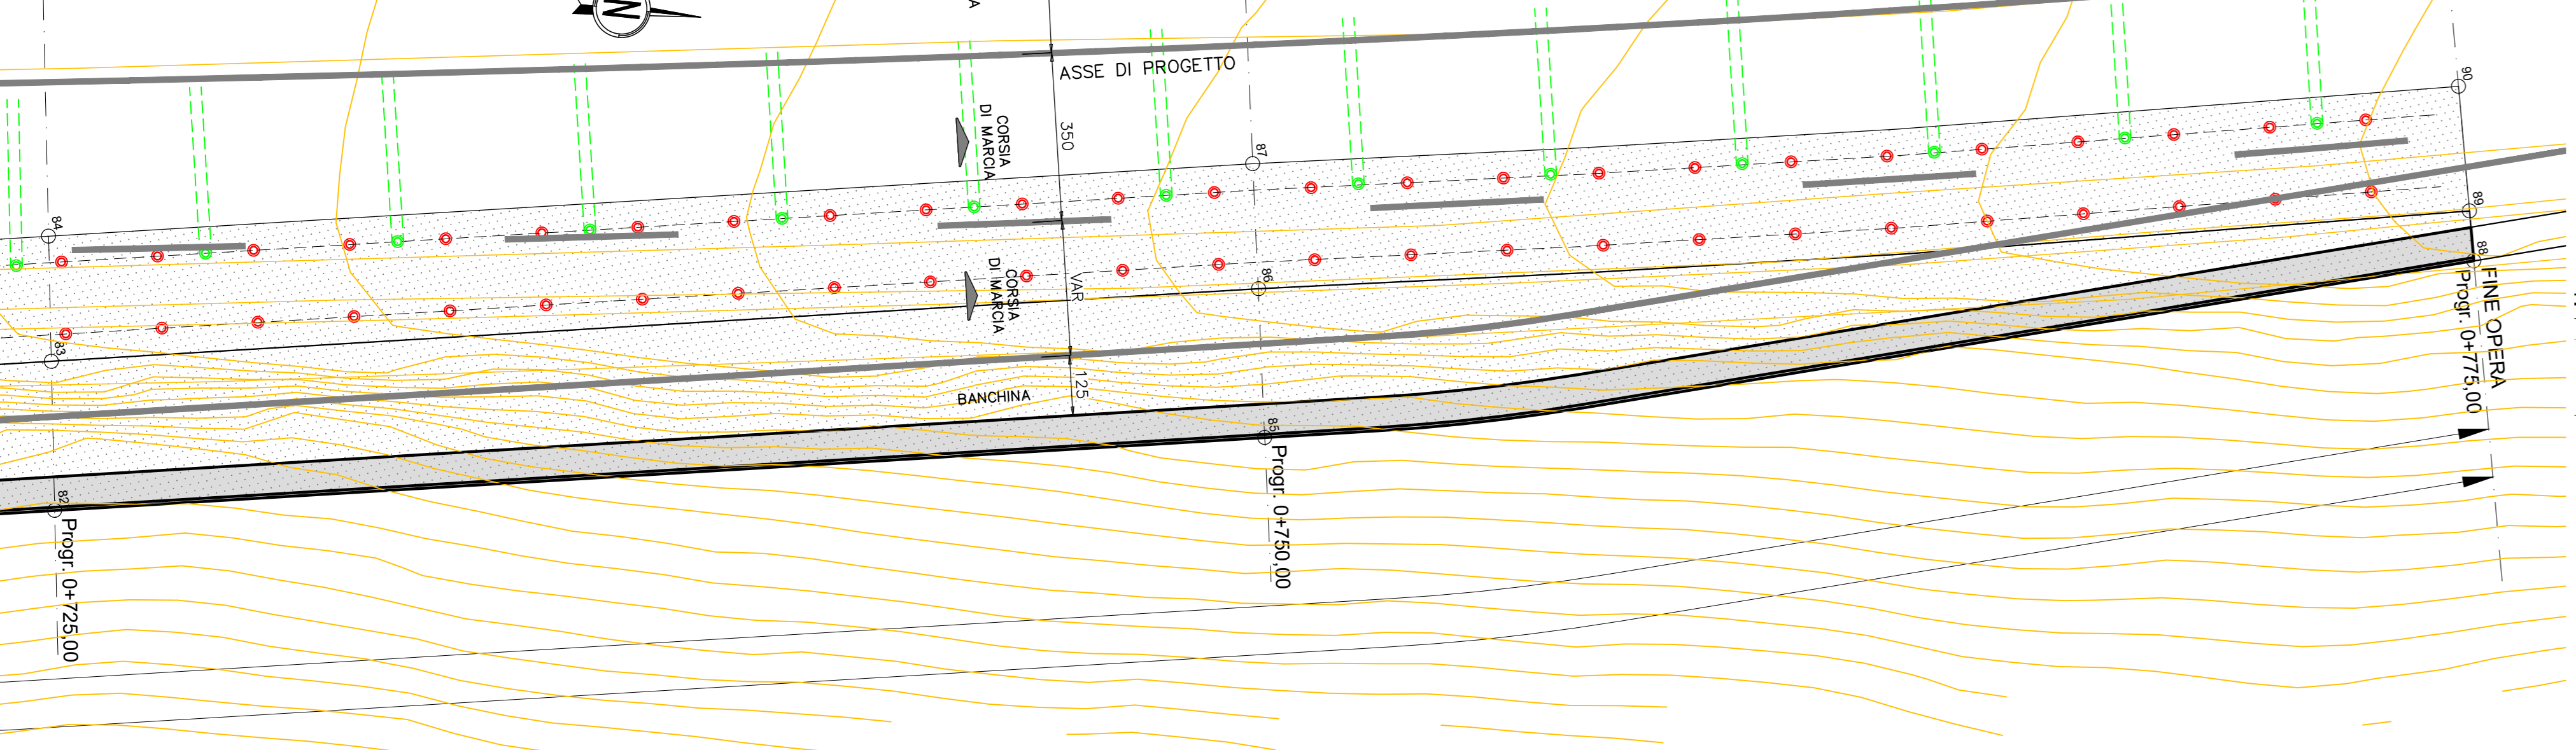 N
A
ASSE DI PROGETTO
350
CORSIA
DI MARCIA
84
87
90
89
88
86
83
CORSIA
DI MARCIA
VAR
125
BANCHINA
85
82
Progr. 0+725,00
Progr. 0+750,00
FINE OPERA
Progr. 0+775,00